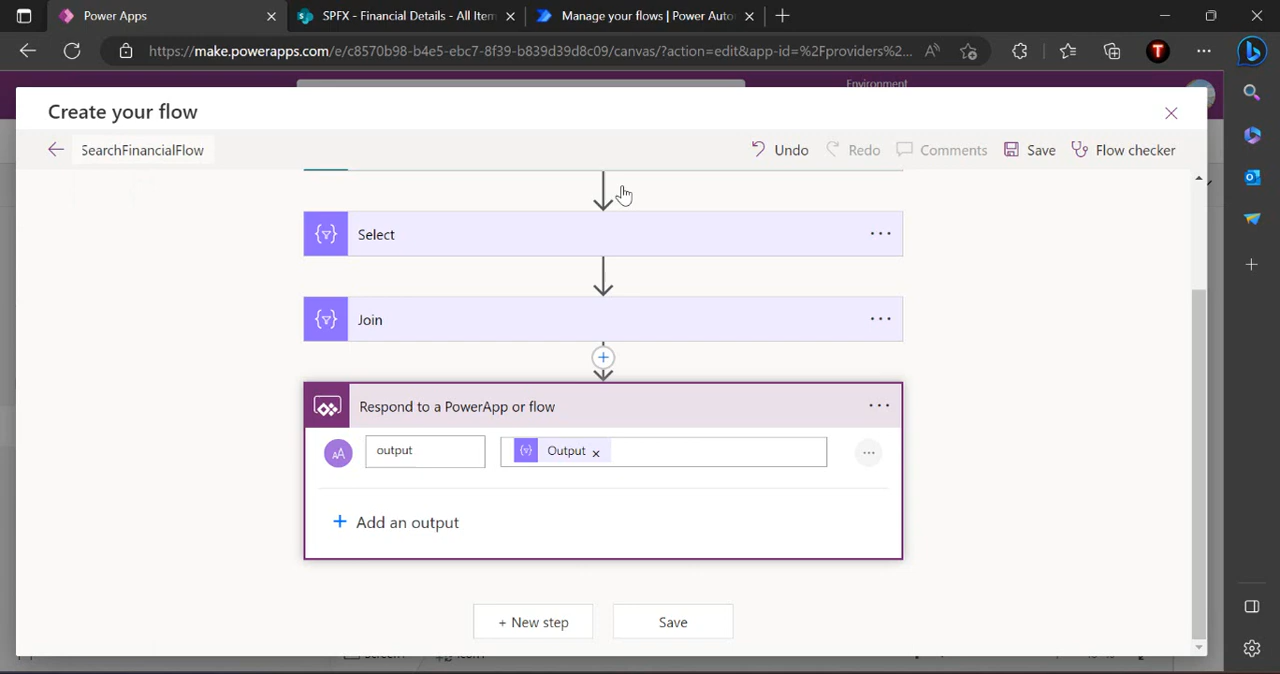 Power Apps
SPFX - Financial Details - All Item
Manage your flows | Power Auto
https://make.powerapps.com/e/c8570b98-b4e5-ebc7-8f39-b839d39d8c09/canvas/?action=edit&app-id=%2Fproviders%2...
T
Environment
Create your flow
SearchFinancialFlow
Undo
Redo
Comments
Save
Flow checker
Select
Join
Respond to a PowerApp or flow
output
Output
Add an output
+ New step
Save